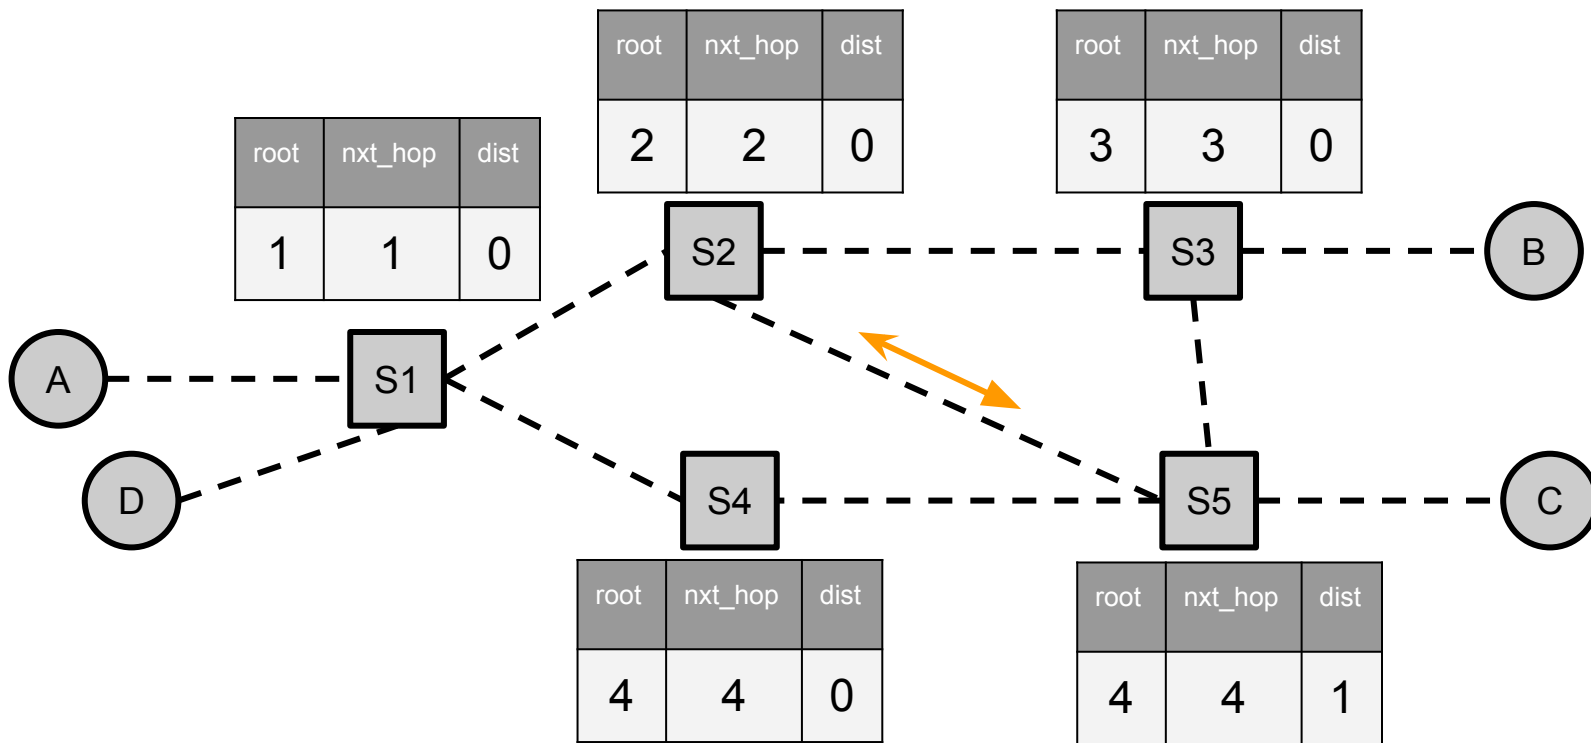 root nxt_hop dist
2 2 0
root nxt_hop dist
3 3 0
root nxt_hop dist
1 1 0
S2
S3
B
A
S1
D
S4
S5
C
root nxt_hop dist
4 4 0
root nxt_hop dist
4 4 1